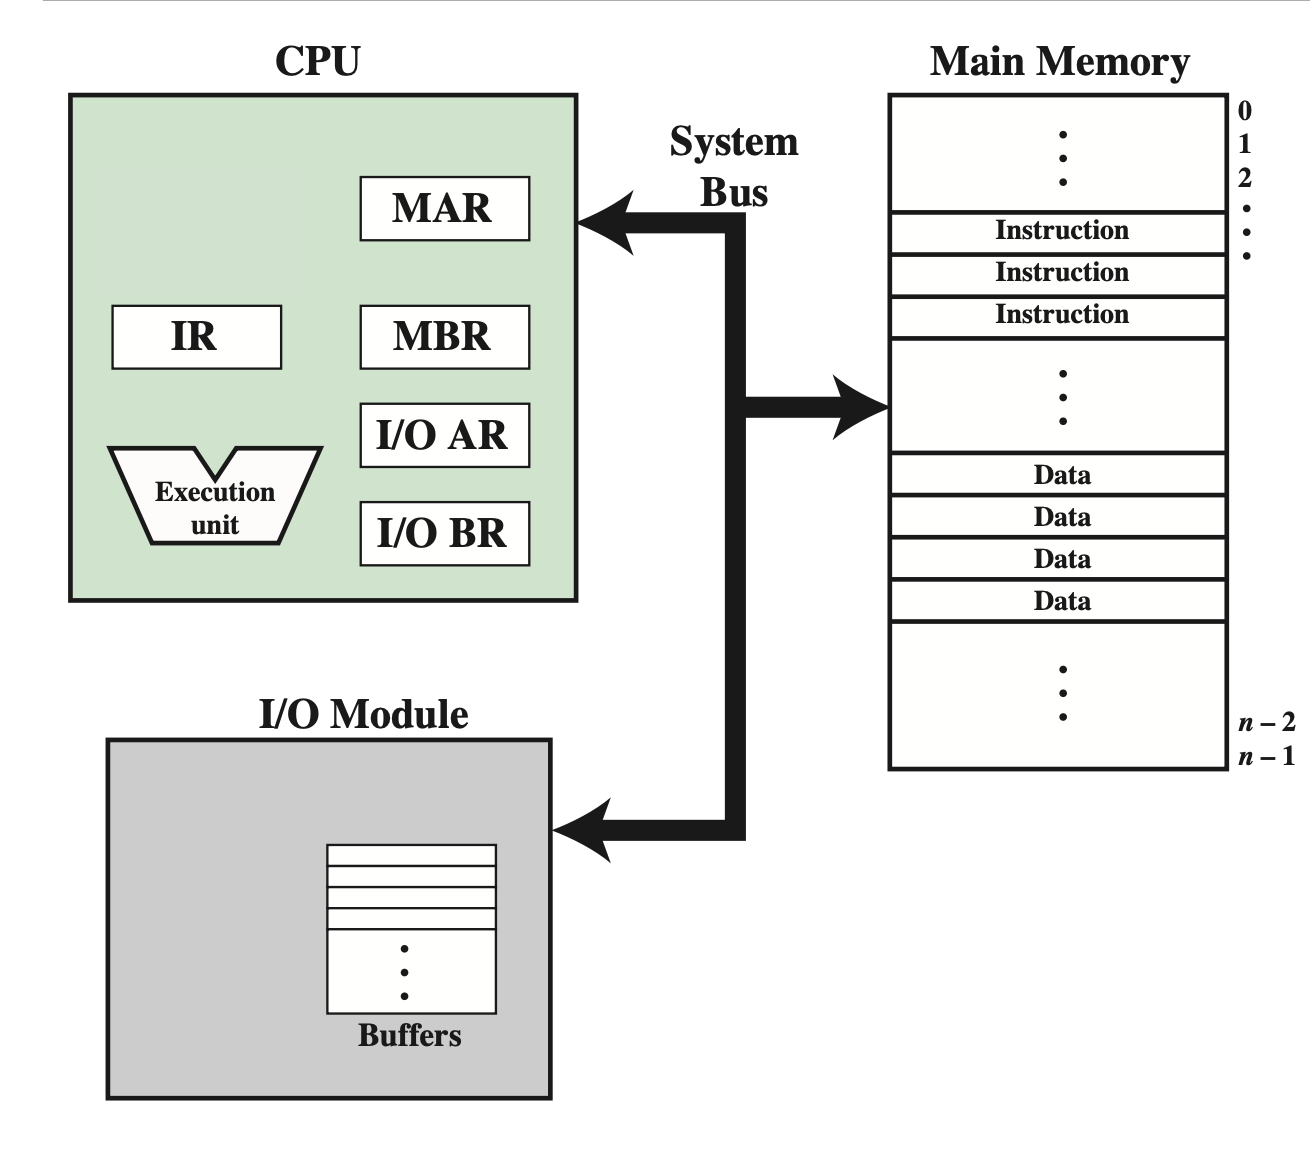 CPU
Main Memory
System
Bus
MAR
IR
MBR
I/O AR
Execution
unit
I/O BR
0
1
2
Instruction
Instruction
Instruction
Data
Data
Data
Data
n – 2
n – 1
I/O Module
Buffers